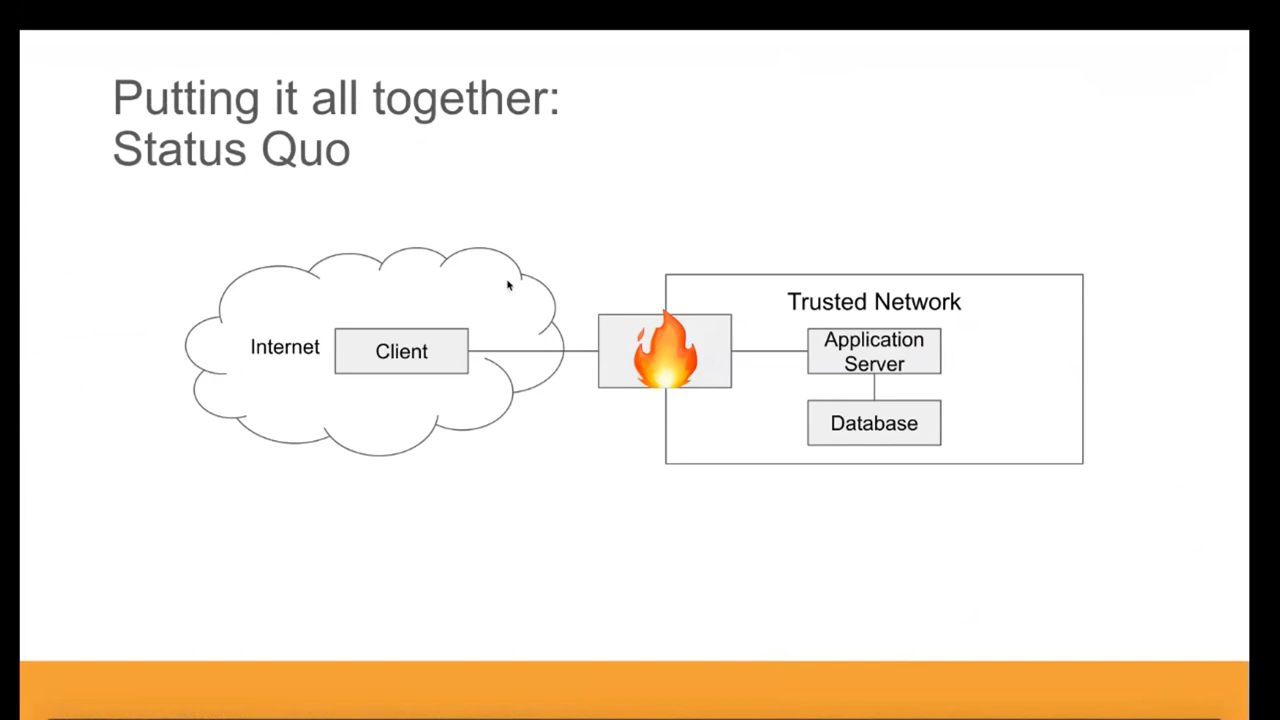 Putting it all together:
Status Quo
Internet
Client
Trusted Network
Application
Server
Database